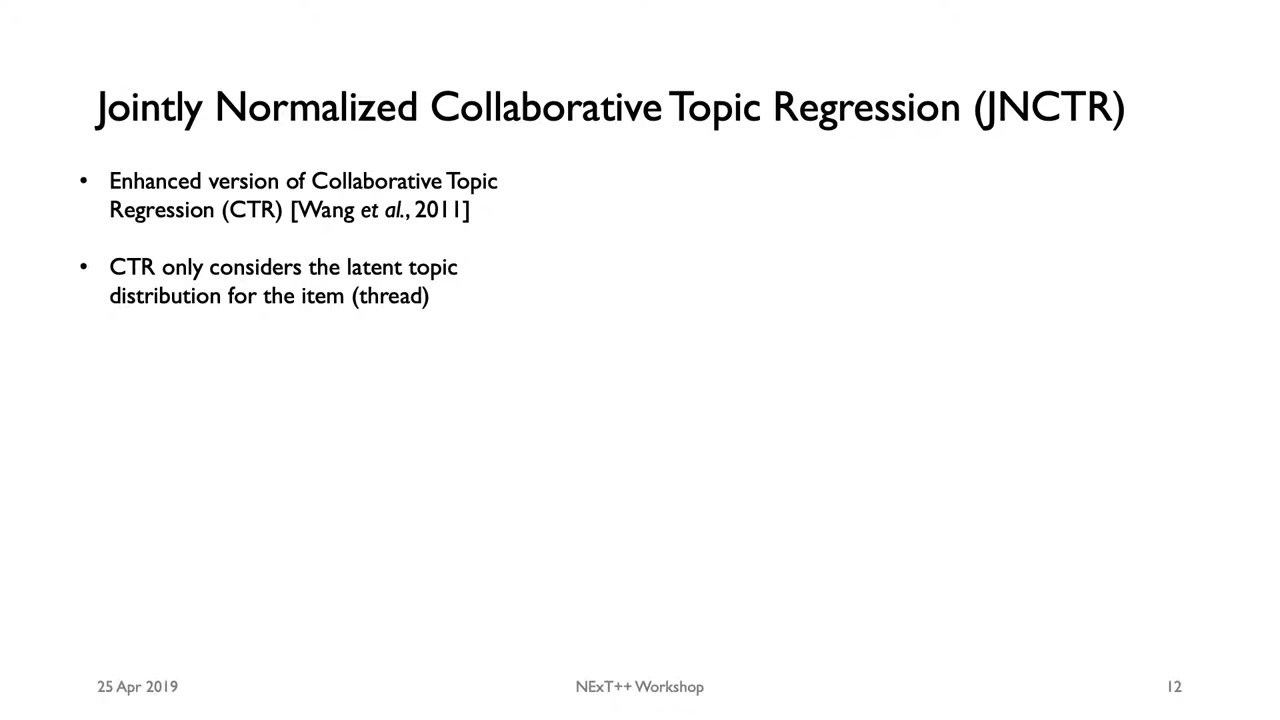 Jointly Normalized Collaborative Topic Regression (JNCTR)
• Enhanced version of Collaborative Topic
Regression (CTR) [Wang et al., 2011]
• CTR only considers the latent topic
distribution for the item (thread)
25 Apr 2019
NExT++ Workshop
12